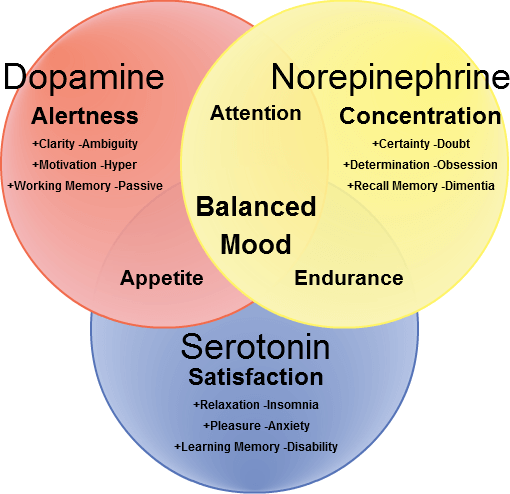 Dopamine
Norepinephrine
Alertness
Attention
Concentration
+Clarity -Ambiguity
+Certainty -Doubt
+Motivation -Hyper
+Determination -Obsession
+Working Memory -Passive
+Recall Memory -Dimentia
Balanced
Mood
Appetite
Endurance
Serotonin
Satisfaction
+Relaxation -Insomnia
+Pleasure -Anxiety
+Learning Memory -Disability